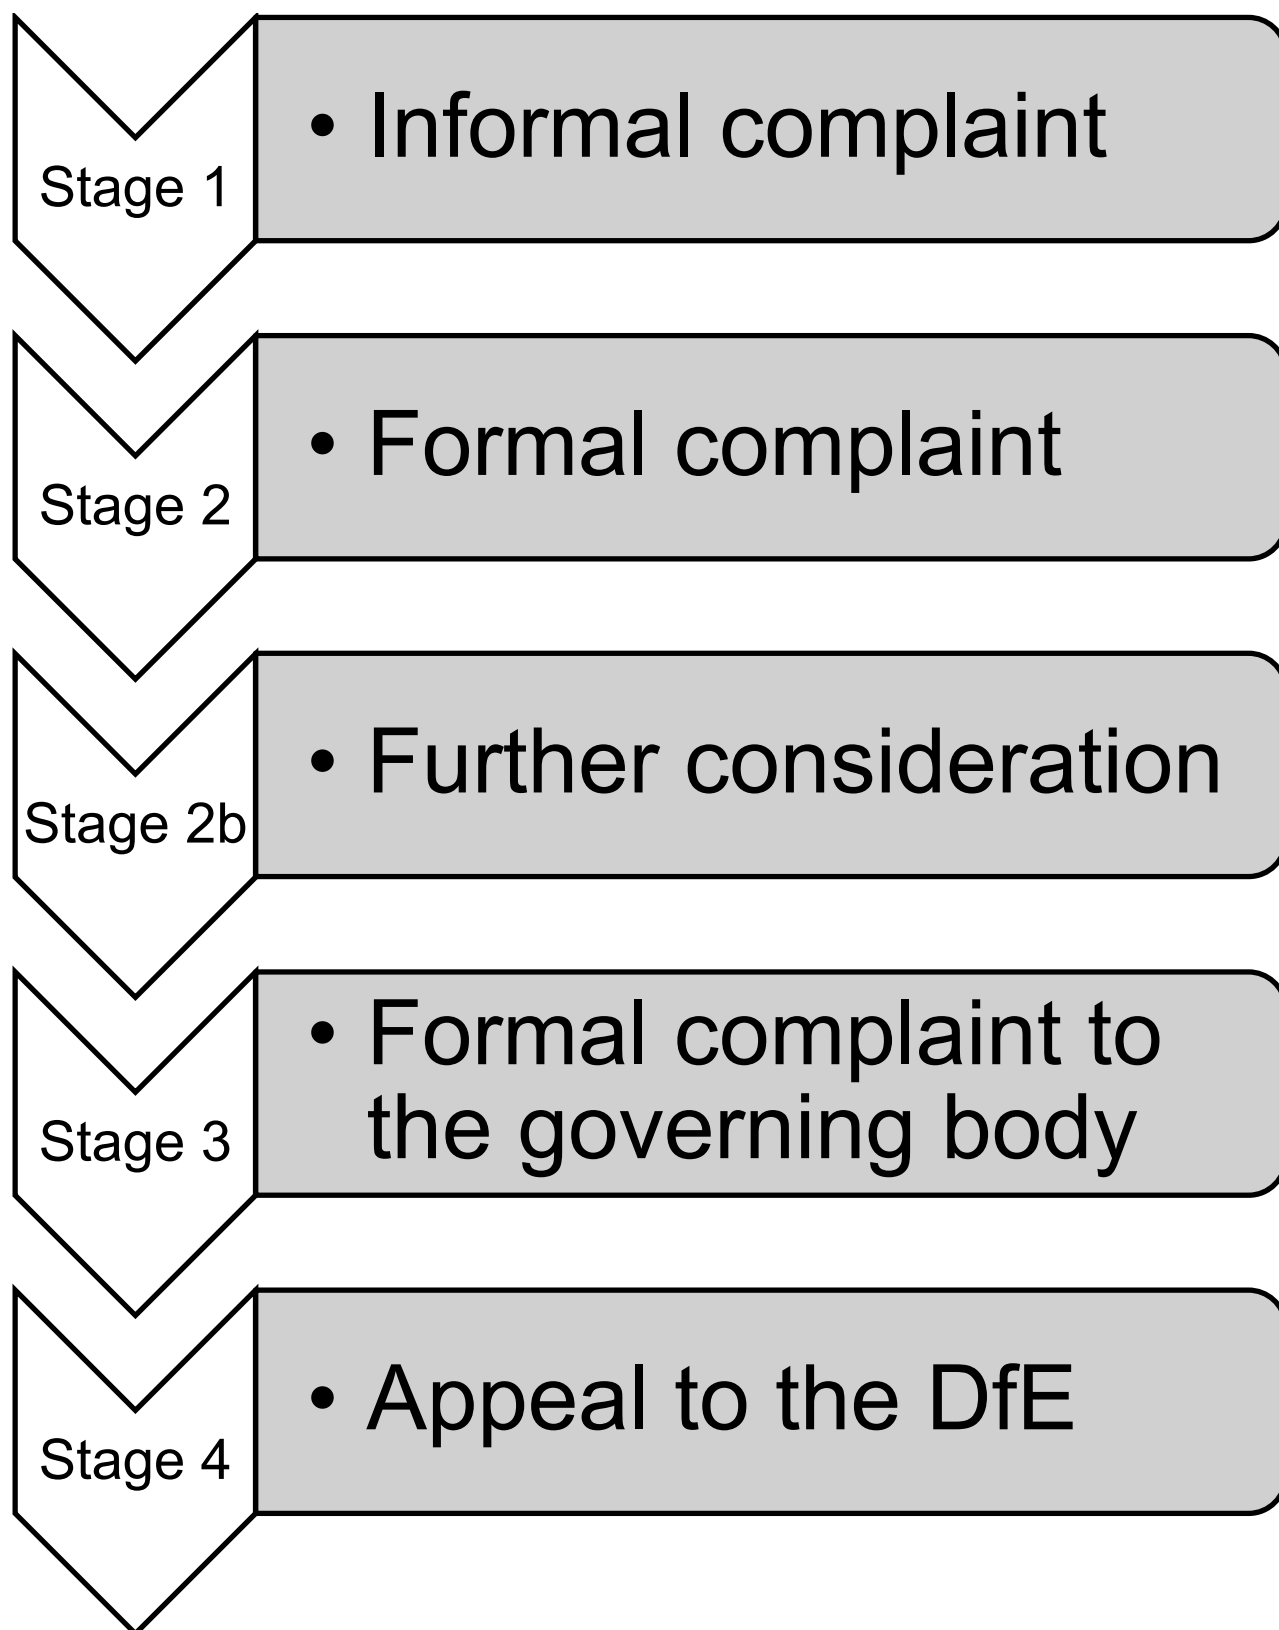 Stage 1
• Informal complaint
Stage 2
• Formal complaint
Stage 2b
• Further consideration
Stage 3
• Formal complaint to
the governing body
Stage 4
• Appeal to the DfE